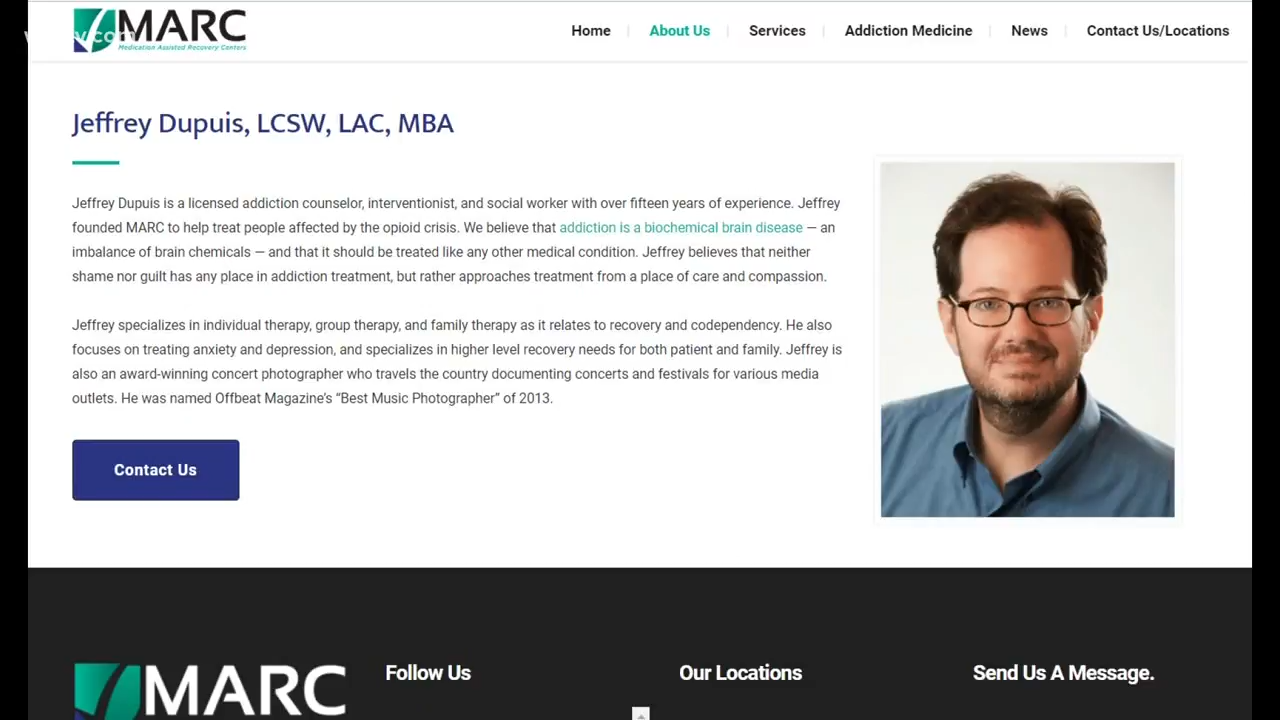 MARC
Medication Assisted Recovery Centers
Home
About Us
Services
Addiction Medicine
News
Contact Us/Locations
Jeffrey Dupuis, LCSW, LAC, MBA
Jeffrey Dupuis is a licensed addiction counselor, interventionist, and social worker with over fifteen years of experience. Jeffrey
founded MARC to help treat people affected by the opioid crisis. We believe that addiction is a biochemical brain disease — an
imbalance of brain chemicals — and that it should be treated like any other medical condition. Jeffrey believes that neither
shame nor guilt has any place in addiction treatment, but rather approaches treatment from a place of care and compassion.
Jeffrey specializes in individual therapy, group therapy, and family therapy as it relates to recovery and codependency. He also
focuses on treating anxiety and depression, and specializes in higher level recovery needs for both patient and family. Jeffrey is
also an award-winning concert photographer who travels the country documenting concerts and festivals for various media
outlets. He was named Offbeat Magazine’s “Best Music Photographer” of 2013.
Contact Us
MARC
Follow Us
Our Locations
Send Us A Message.